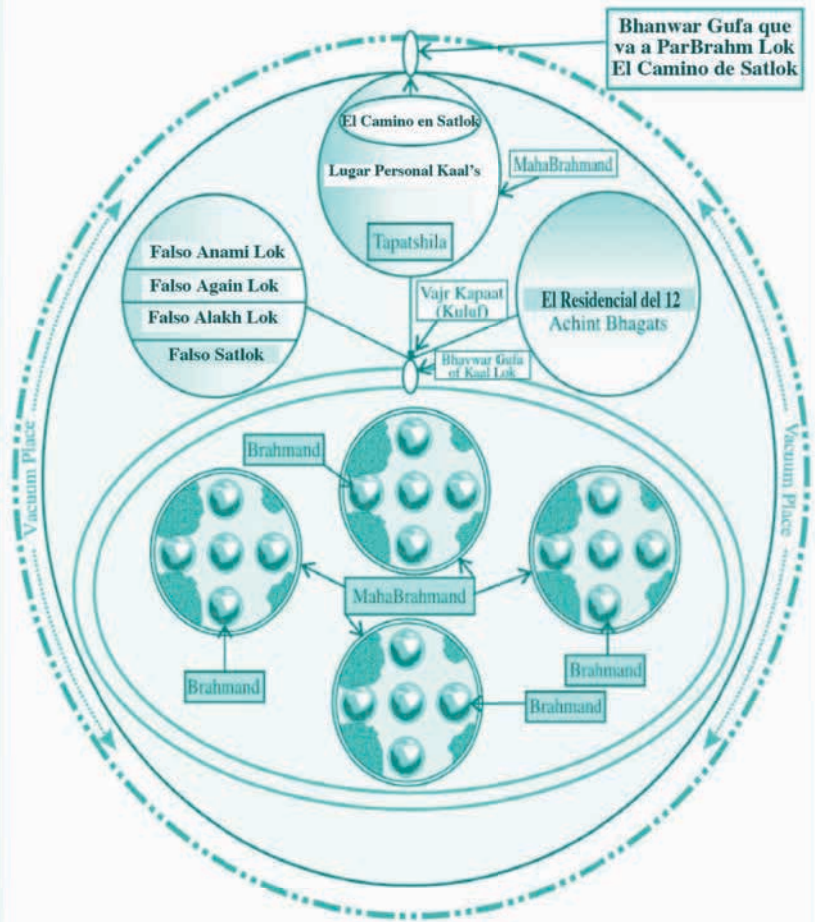 Bhanwar Gufa que
va a ParBrahm Lok
El Camino de Satlok
El Camino en Satlok
Lugar Personal Kaal's
MahaBrahmand
Tapatshila
Falso Anami Lok
Falso Again Lok
Falso Alakh Lok
Falso Satlok
Vajr Kapaat
(Kuluf)
El Residencial del 12
Achint Bhagats
Bhavwar Gufa
of Kaal Lok
Vacuum Place
Vacuum Place
Brahmand
MahaBrahmand
Brahmand
Brahmand
Brahmand